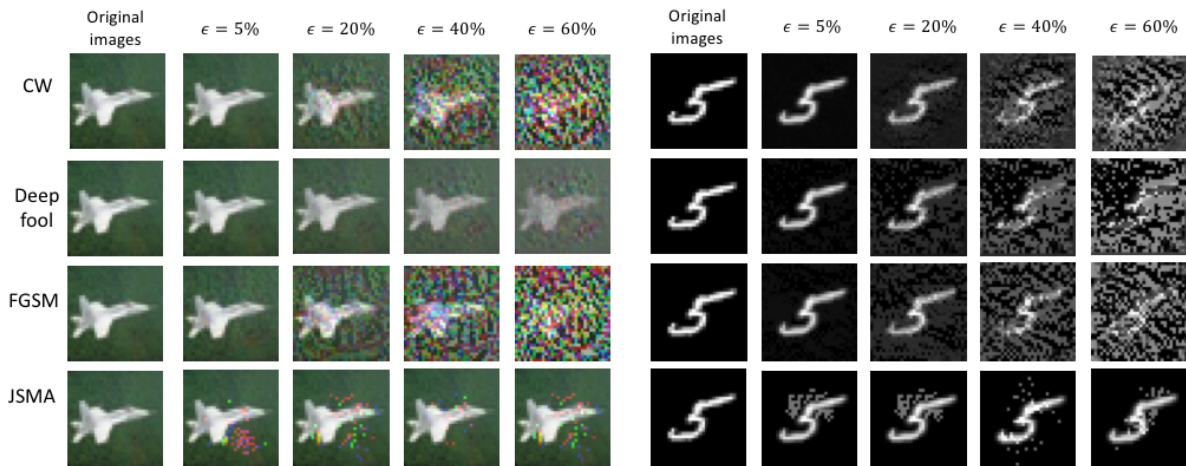 Original images ϵ = 5% ϵ = 20% ϵ = 40% ϵ = 60% Original images ϵ = 5% ϵ = 20% ϵ = 40% ϵ = 60%
CW
Deep
fool
FGSM
JSMA